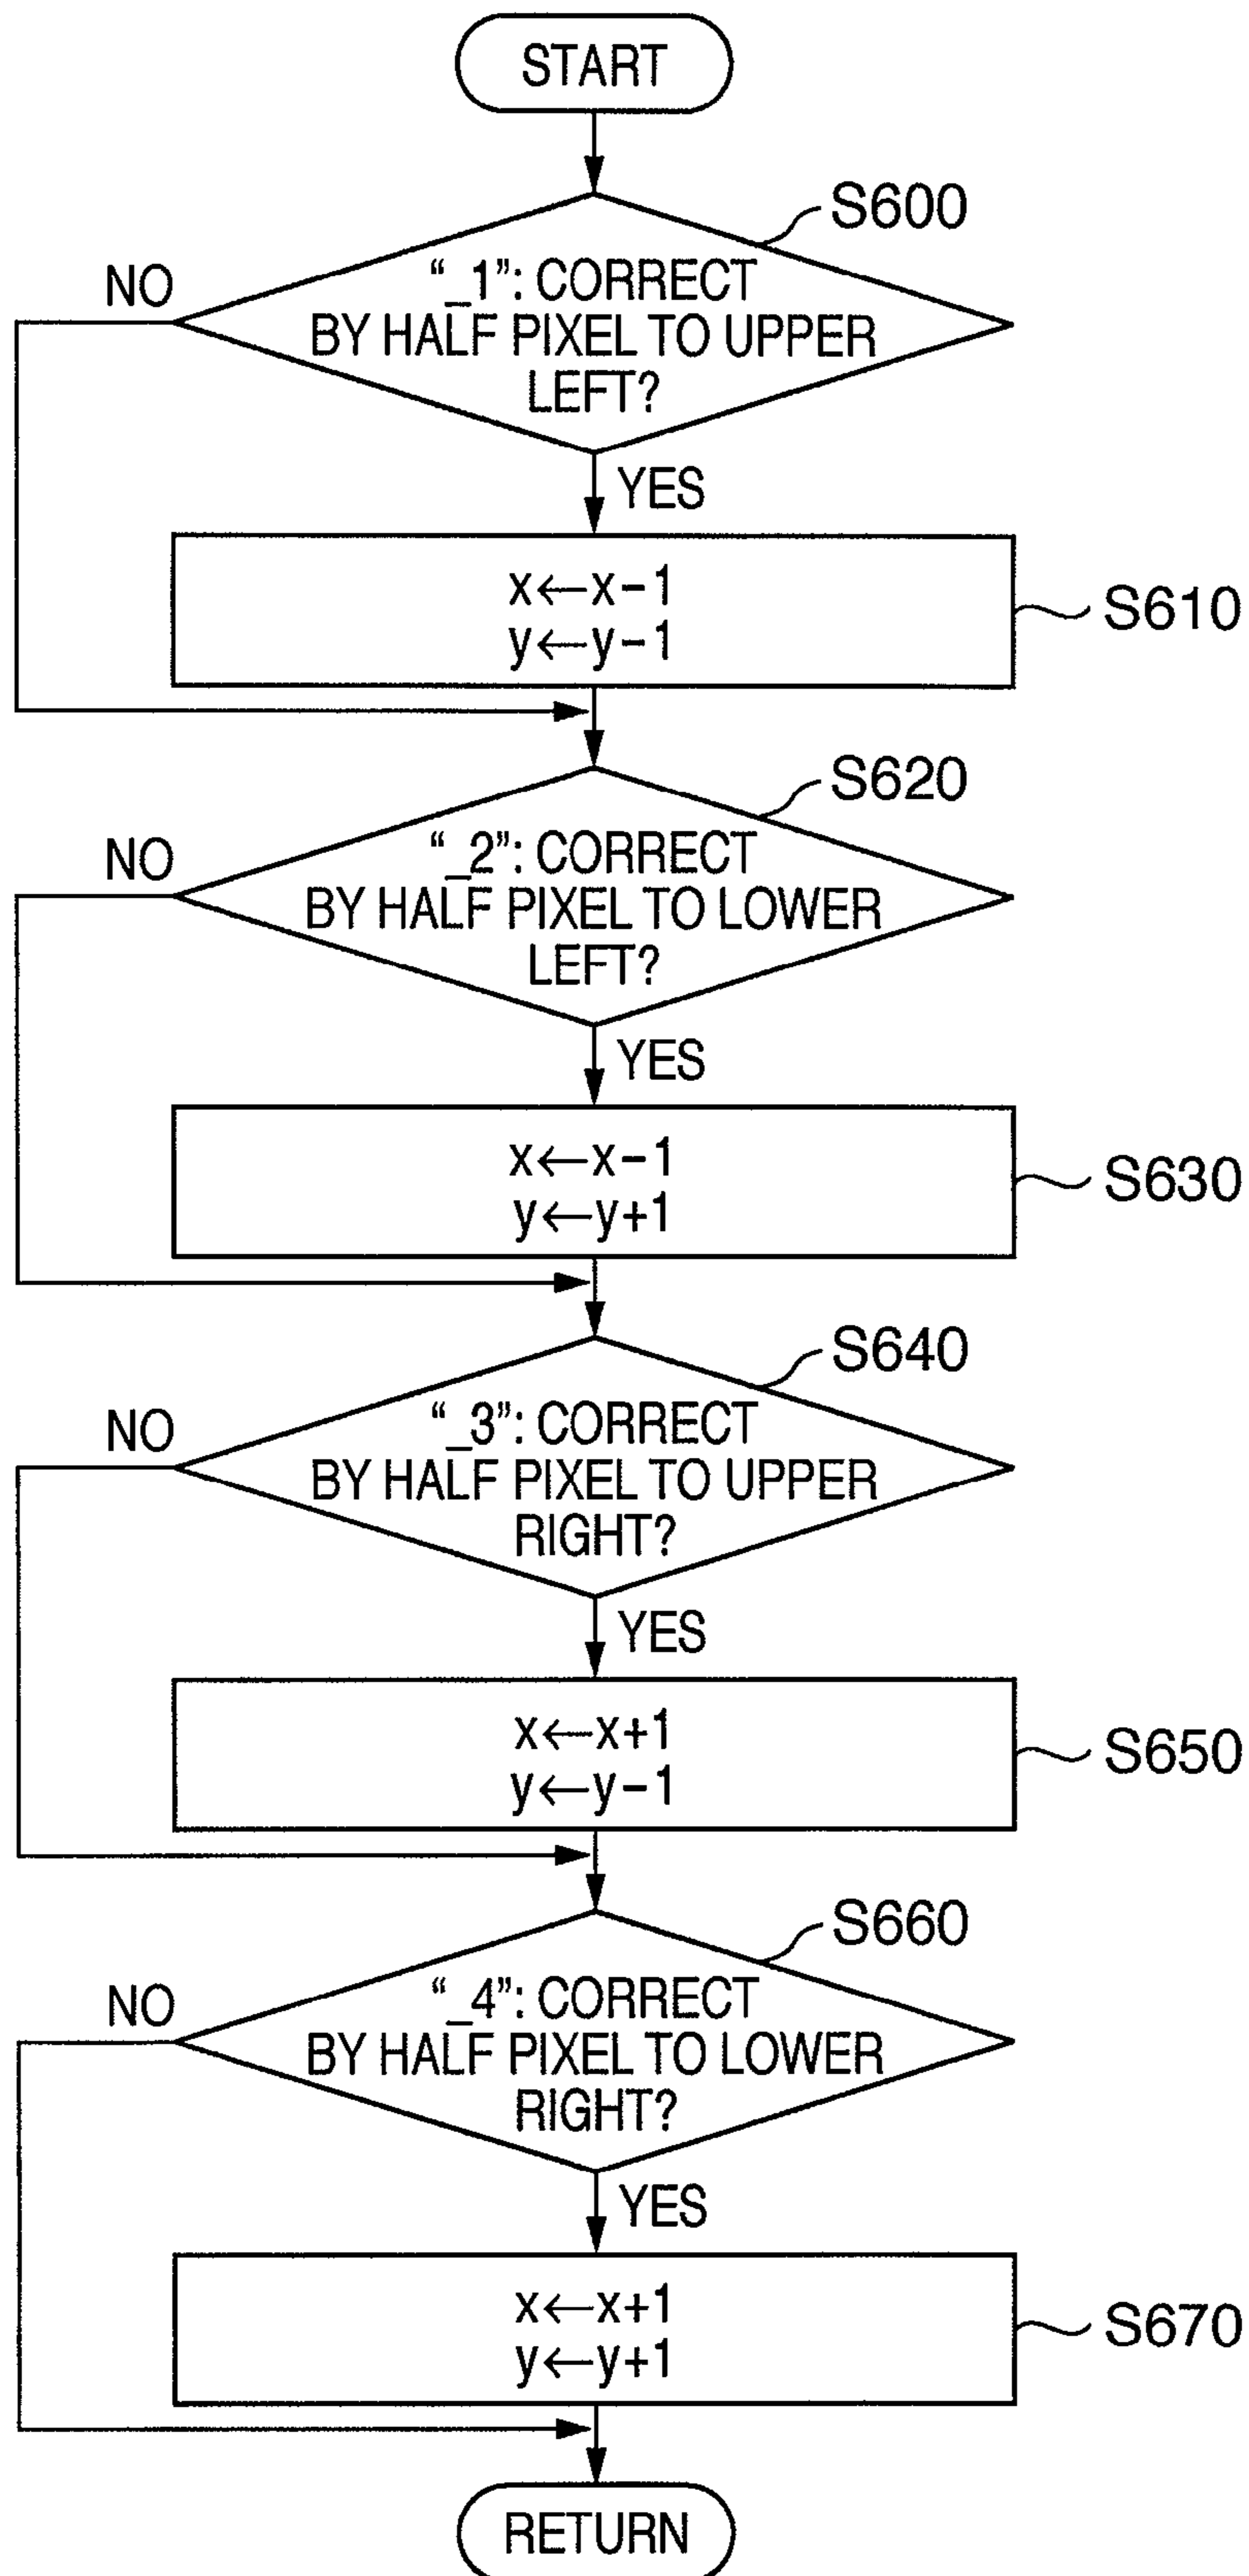 START
S600
NO
“_1”: CORRECT
BY HALF PIXEL TO UPPER
LEFT?
YES
x←x-1
y←y-1
S610
S620
NO
“_2”: CORRECT
BY HALF PIXEL TO LOWER
LEFT?
YES
x←x-1
y←y+1
S630
S640
NO
“_3”: CORRECT
BY HALF PIXEL TO UPPER
RIGHT?
YES
x←x+1
y←y-1
S650
S660
NO
“_4”: CORRECT
BY HALF PIXEL TO LOWER
RIGHT?
YES
x←x+1
y←y+1
S670
RETURN